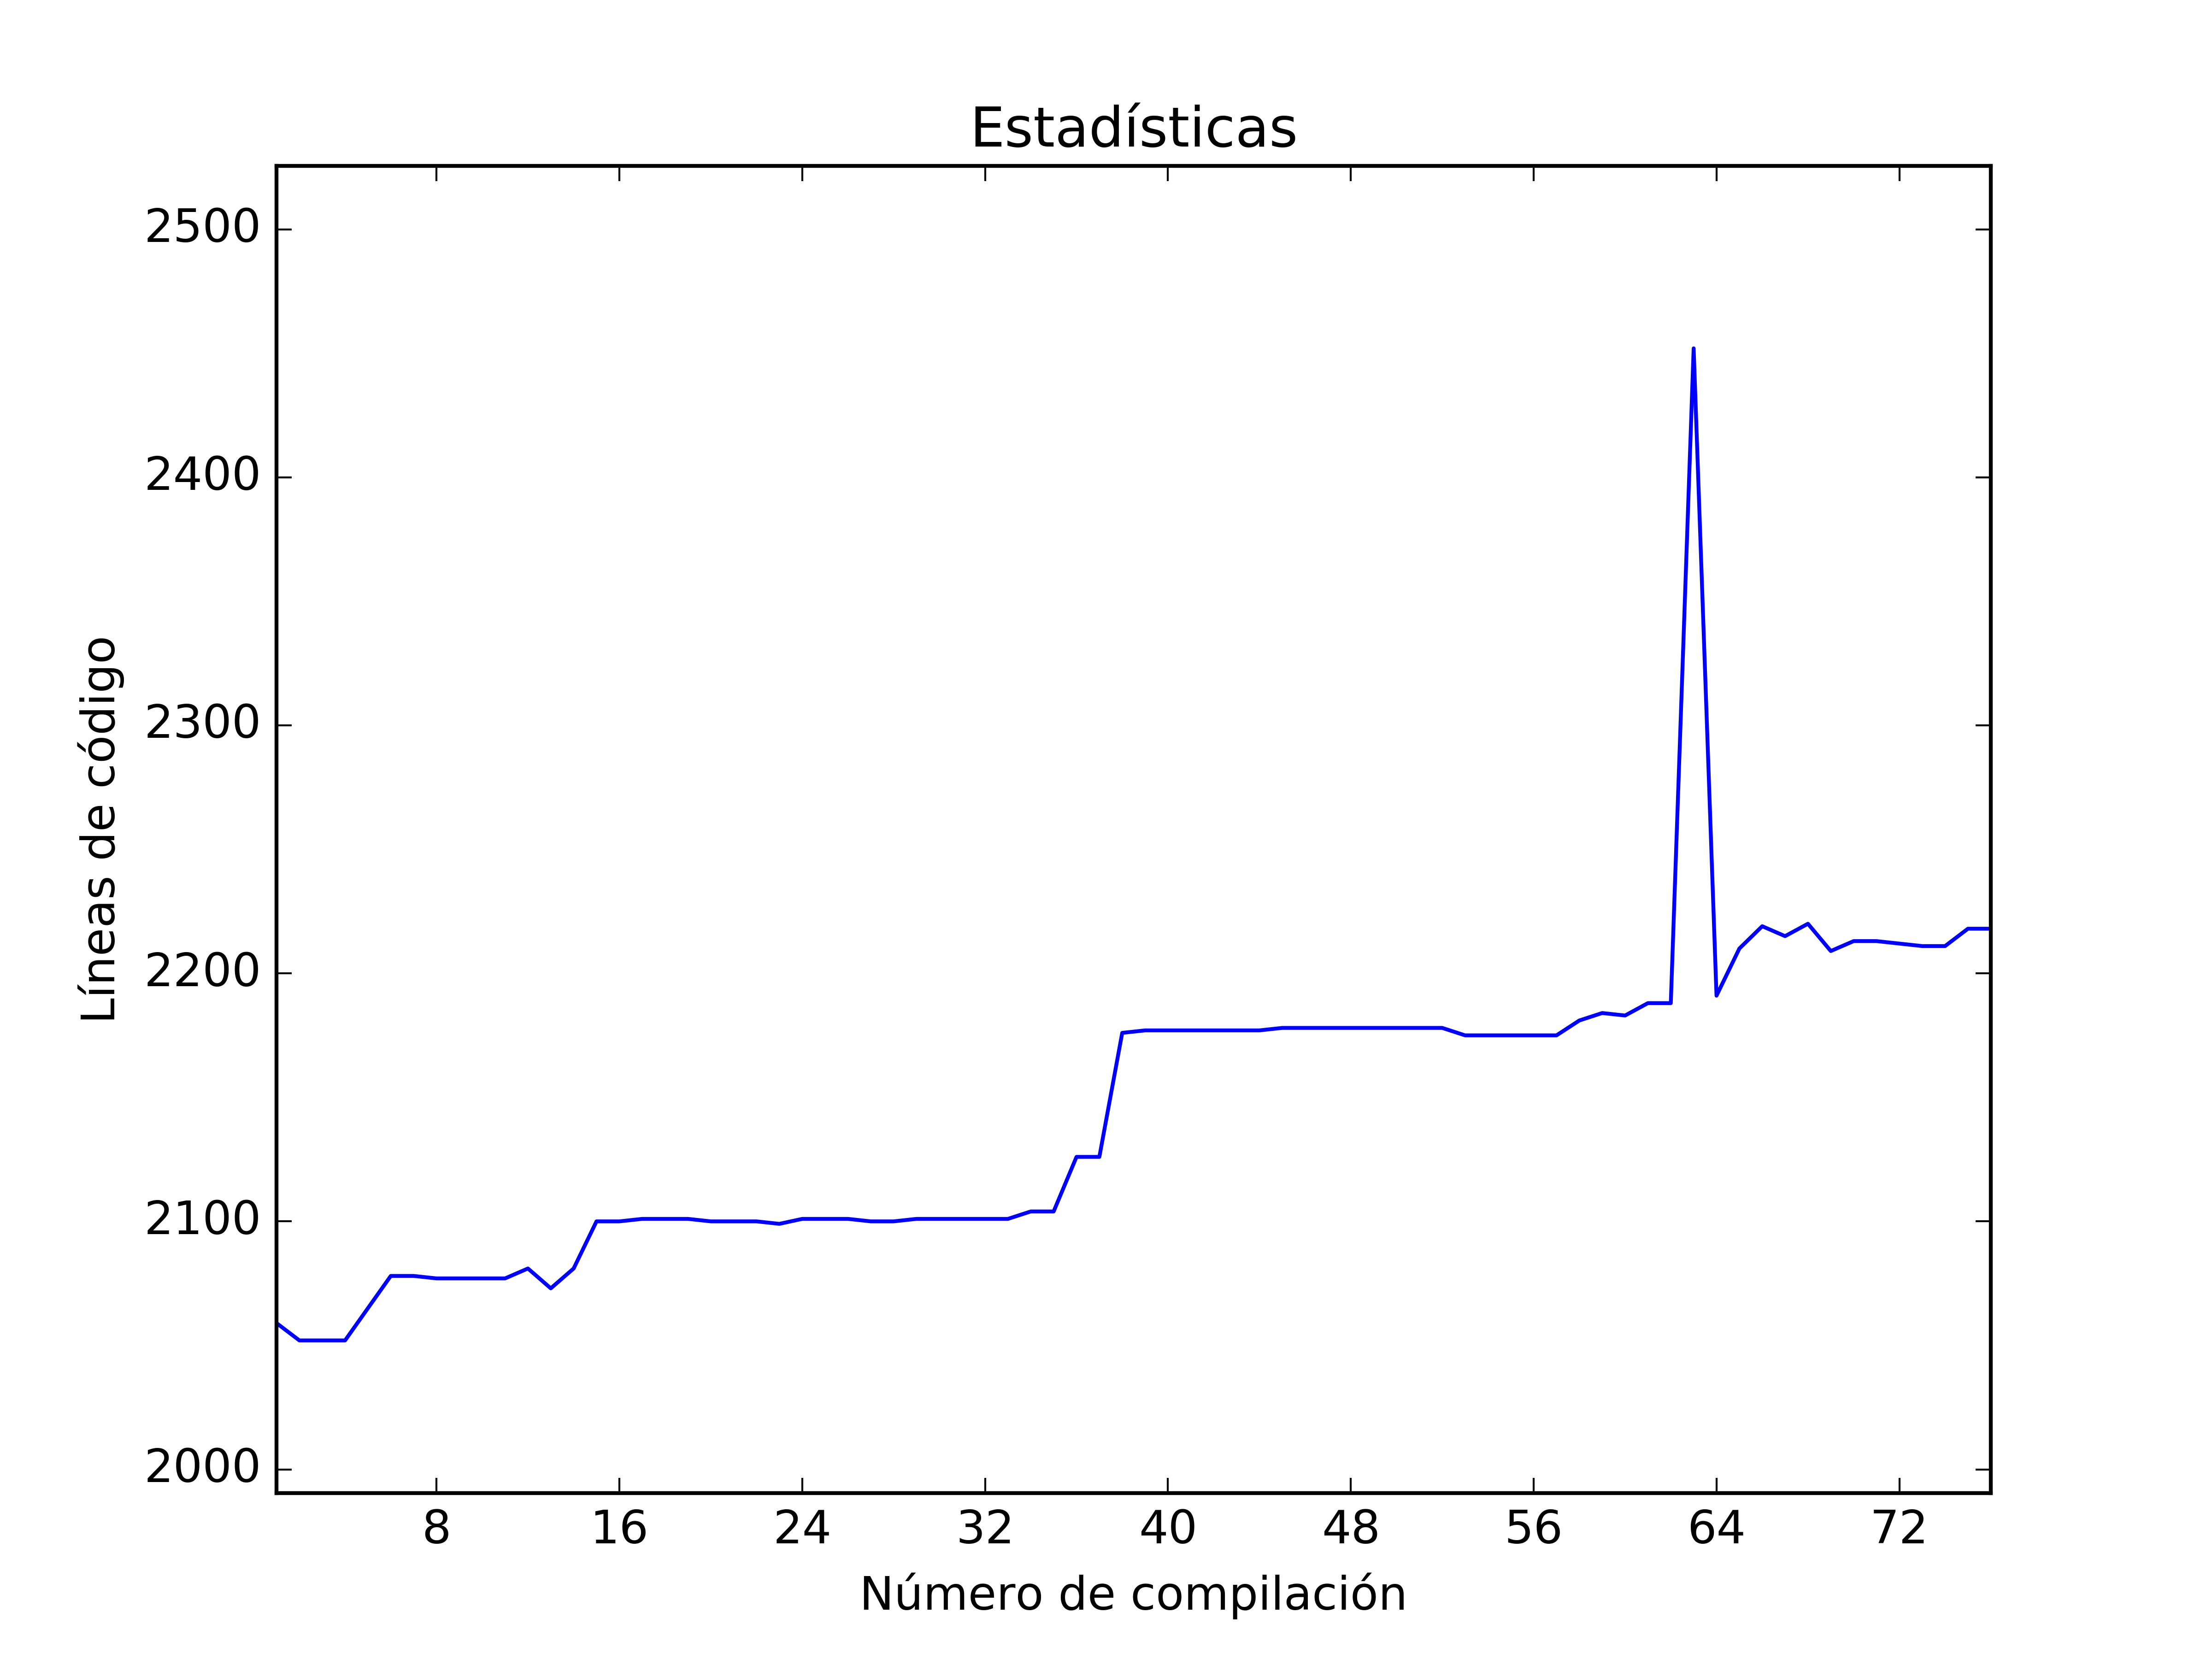 Estadísticas
2500
2400
2300
2200
2100
2000
Líneas de código
8 16 24 32 40 48 56 64 72
Número de compilación